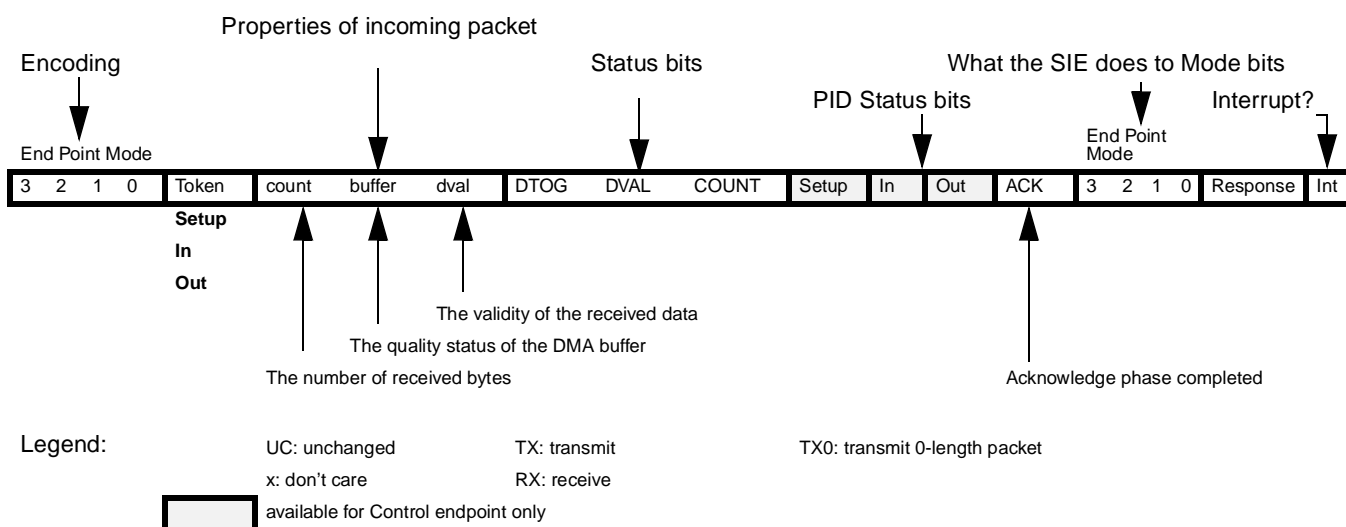 Properties of incoming packet
Encoding
Status bits
What the SIE does to Mode bits
PID Status bits
Interrupt?
End Point Mode
End Point
Mode
3 2 1 0 Token count buffer dval DTOG DVAL COUNT Setup In Out ACK 3 2 1 0 Response Int
Setup
In
Out
The validity of the received data
The quality status of the DMA buffer
The number of received bytes
Acknowledge phase completed
Legend:
UC: unchanged TX: transmit TX0: transmit 0-length packet
x: don't care RX: receive
available for Control endpoint only